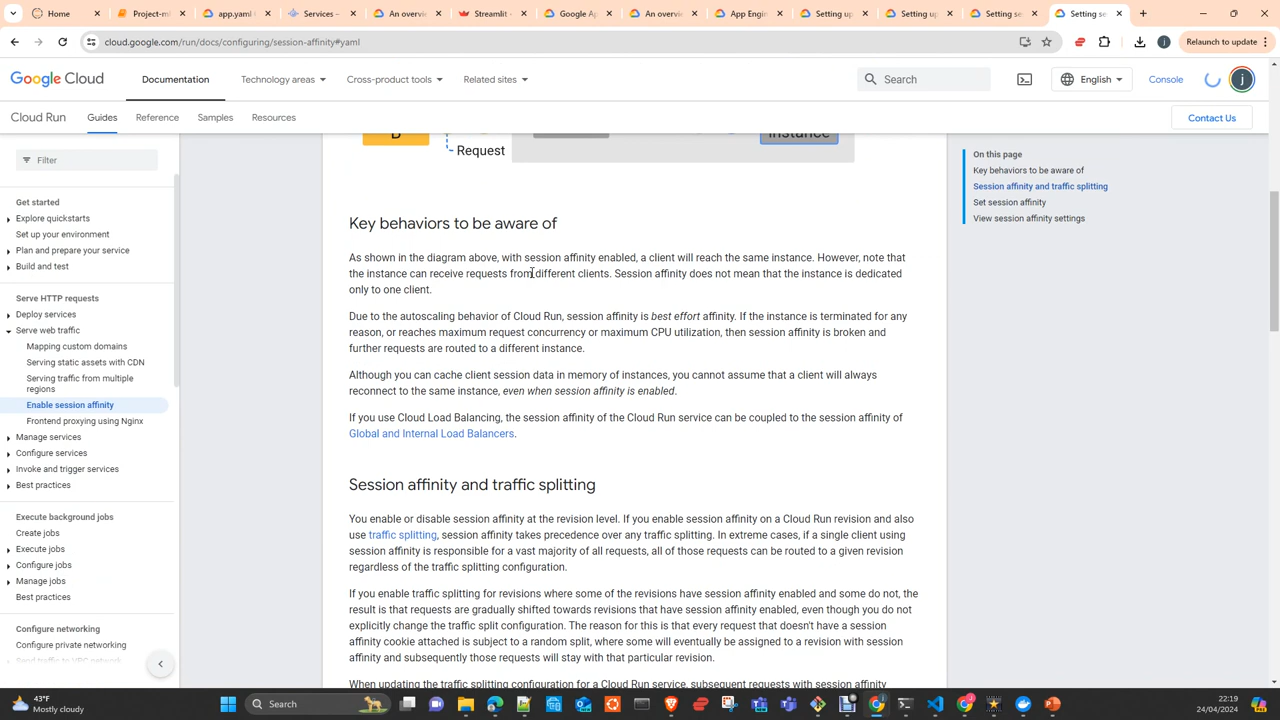 Home
Project-ml
app.yaml
Services –
An overvie
Streamlit
Google Ap
An overvie
App Engin
Setting up
Setting up
Setting se
Setting se
cloud.google.com/run/docs/configuring/session-affinity#yaml
Relaunch to update
Google Cloud
Documentation
Technology areas
Cross-product tools
Related sites
Search
English
Console
j
Cloud Run
Guides
Reference
Samples
Resources
Contact Us
Filter
Get started
Explore quickstarts
Set up your environment
Plan and prepare your service
Build and test
Serve HTTP requests
Deploy services
Serve web traffic
Mapping custom domains
Serving static assets with CDN
Serving traffic from multiple
regions
Enable session affinity
Frontend proxying using Nginx
Manage services
Configure services
Invoke and trigger services
Best practices
Execute background jobs
Create jobs
Execute jobs
Configure jobs
Manage jobs
Best practices
Configure networking
Configure private networking
Send traffic to VPC network
B
Request
Instance
Key behaviors to be aware of
As shown in the diagram above, with session affinity enabled, a client will reach the same instance. However, note that
the instance can receive requests from different clients. Session affinity does not mean that the instance is dedicated
only to one client.
Due to the autoscaling behavior of Cloud Run, session affinity is best effort affinity. If the instance is terminated for any
reason, or reaches maximum request concurrency or maximum CPU utilization, then session affinity is broken and
further requests are routed to a different instance.
Although you can cache client session data in memory of instances, you cannot assume that a client will always
reconnect to the same instance, even when session affinity is enabled.
If you use Cloud Load Balancing, the session affinity of the Cloud Run service can be coupled to the session affinity of
Global and Internal Load Balancers.
Session affinity and traffic splitting
You enable or disable session affinity at the revision level. If you enable session affinity on a Cloud Run revision and also
use traffic splitting, session affinity takes precedence over any traffic splitting. In extreme cases, if a single client using
session affinity is responsible for a vast majority of all requests, all of those requests can be routed to a given revision
regardless of the traffic splitting configuration.
If you enable traffic splitting for revisions where some of the revisions have session affinity enabled and some do not, the
result is that requests are gradually shifted towards revisions that have session affinity enabled, even though you do not
explicitly change the traffic split configuration. The reason for this is that every request that doesn't have a session
affinity cookie attached is subject to a random split, where some will eventually be assigned to a revision with session
affinity and subsequently those requests will stay with that particular revision.
When updating the traffic splitting configuration for a Cloud Run service, subsequent requests with session affinity
On this page
Key behaviors to be aware of
Session affinity and traffic splitting
Set session affinity
View session affinity settings
43°F
Mostly cloudy
Search
22:19
24/04/2024